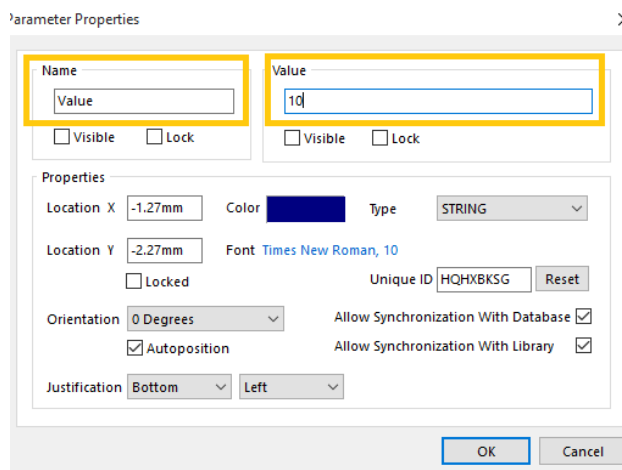 Parameter Properties
Name
Value
Visible Lock
Value
10
Visible Lock
Properties
Location X -1.27mm Color Type STRING
Location Y -2.27mm Font Times New Roman, 10
Locked Unique ID HQHXBKSG Reset
Orientation 0 Degrees Allow Synchronization With Database
Autoposition Allow Synchronization With Library
Justification Bottom Left
OK Cancel